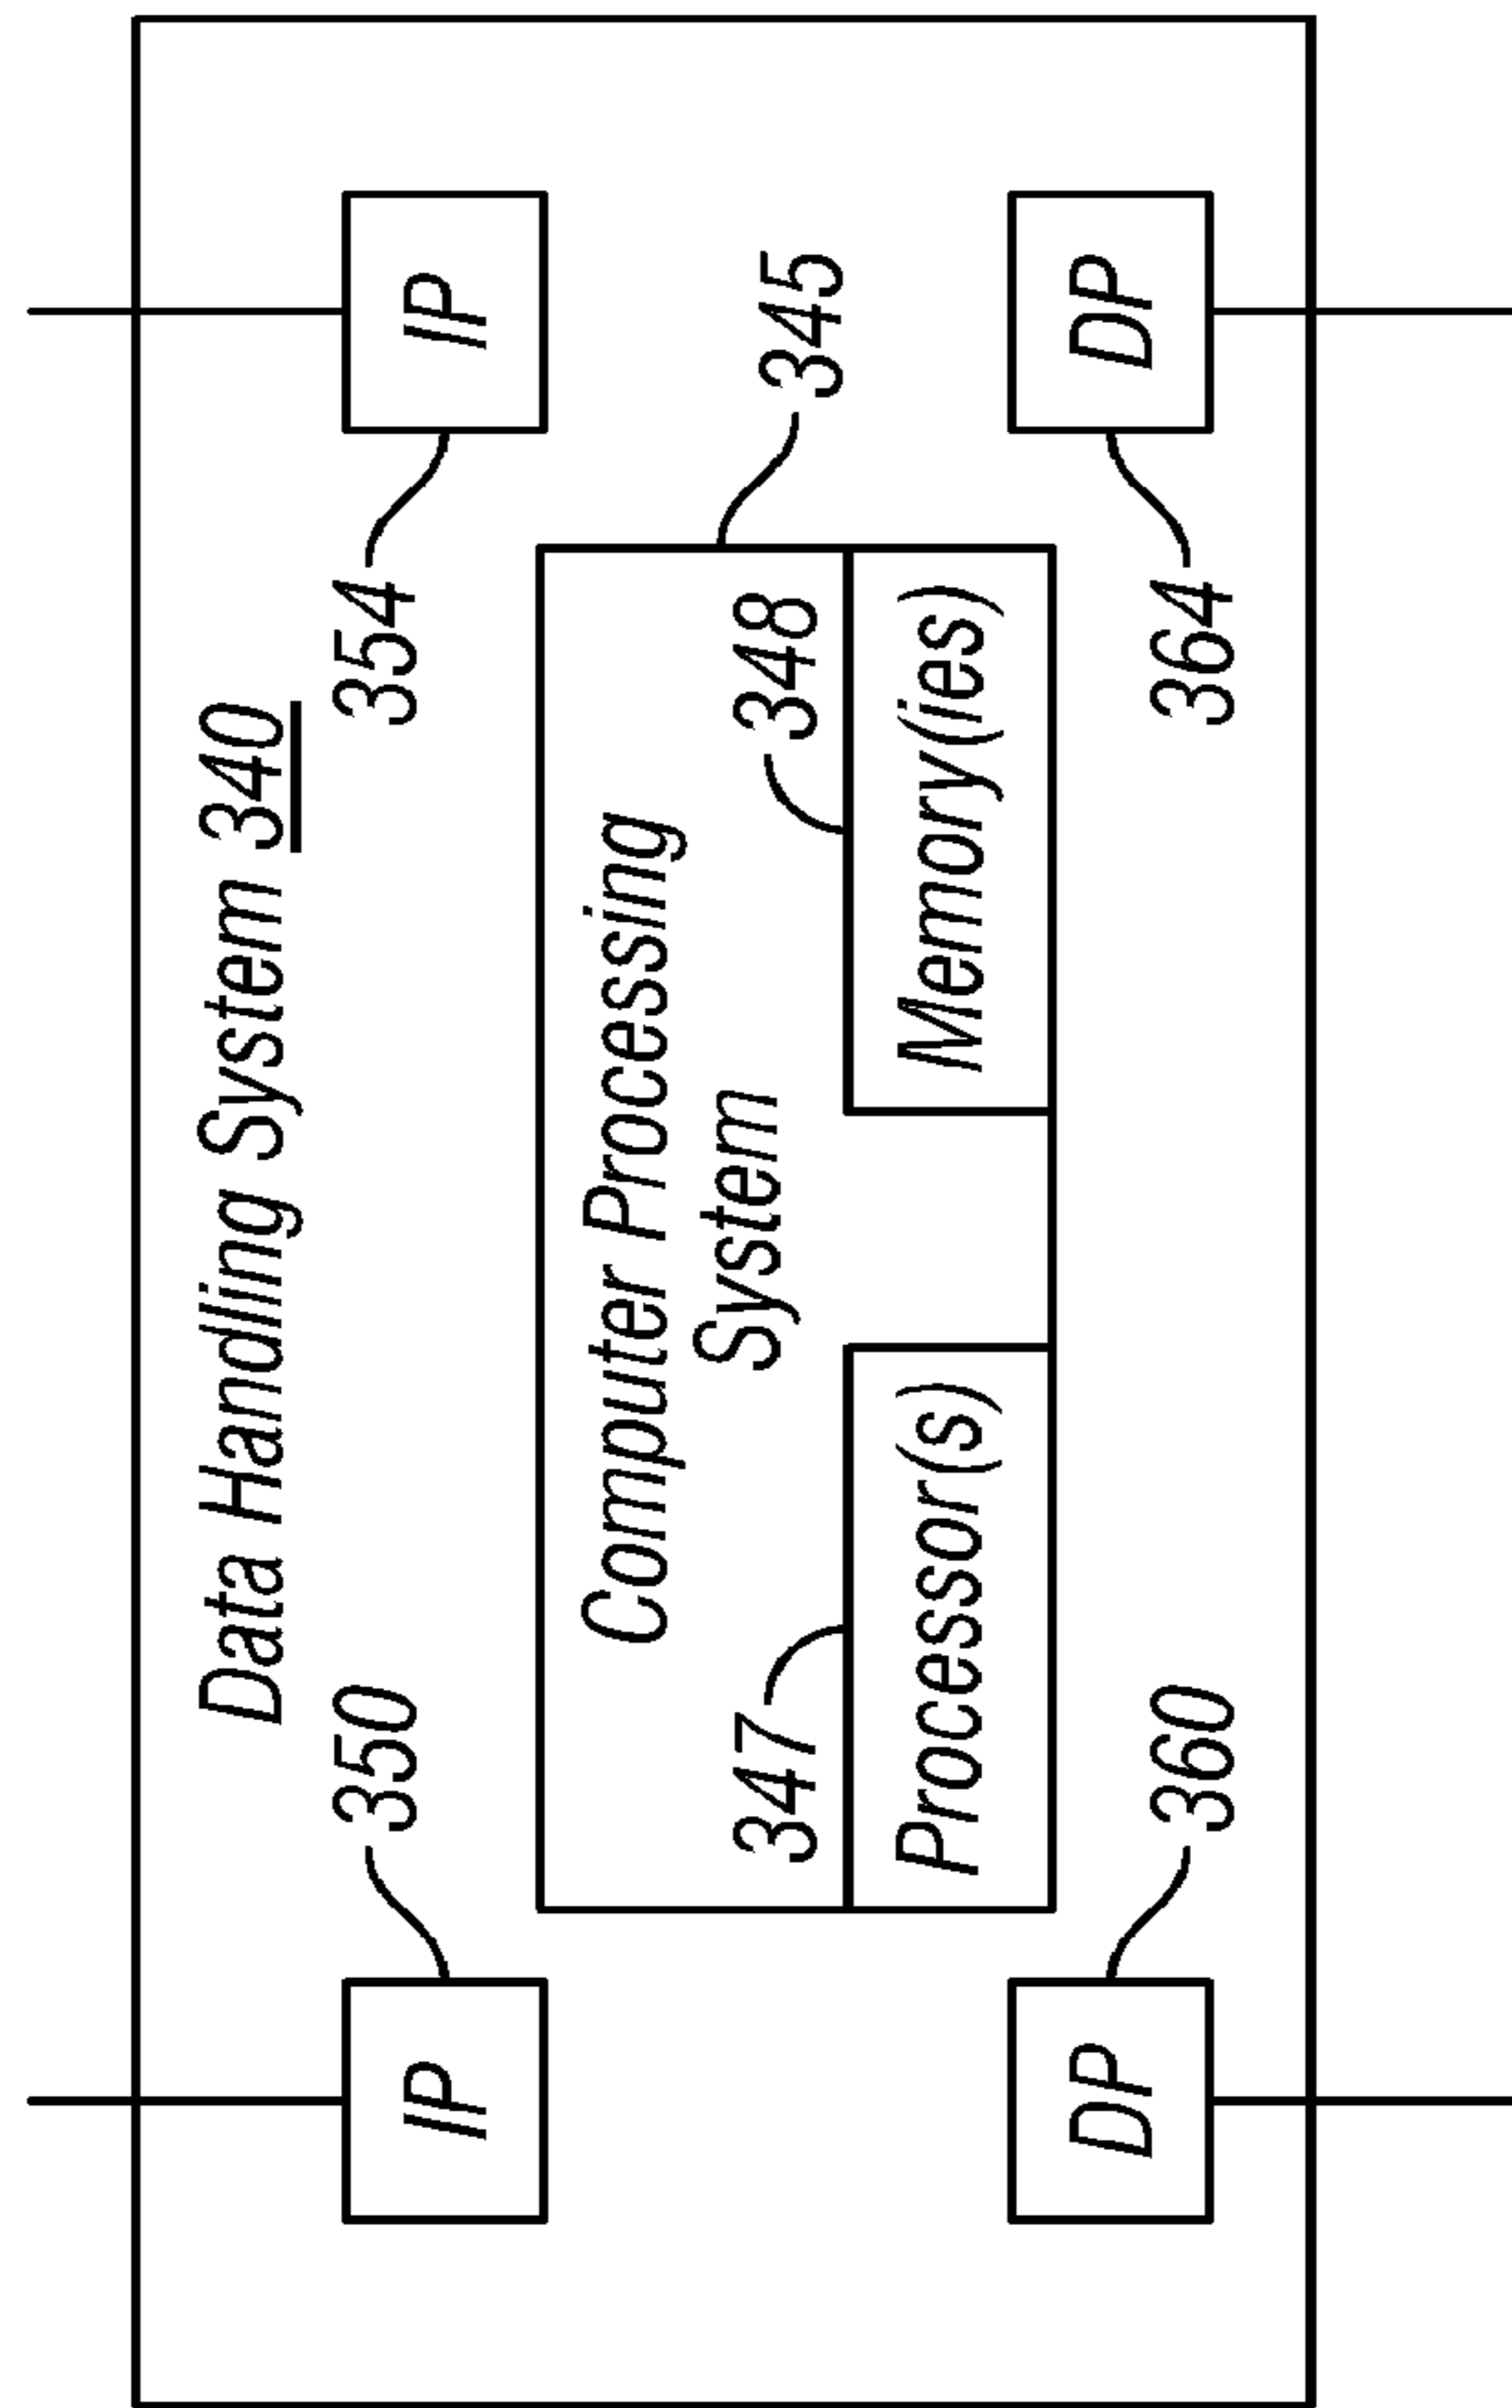 Data Handling System 340
350
354
IP
IP
Computer Processing
System
345
347
348
Processor(s)
Memory(ies)
DP
DP
360
364